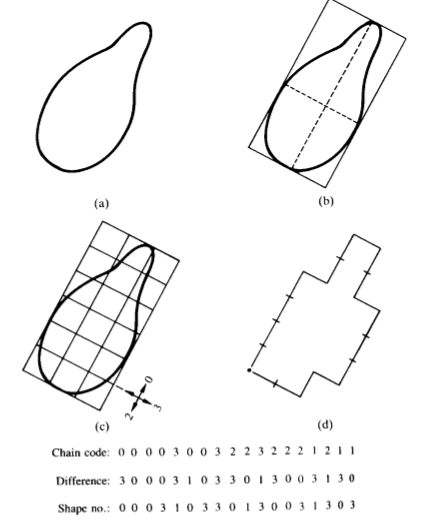 (a)
(b)
0
1
2
3
(c)
(d)
Chain code: 0 0 0 0 3 0 0 3 2 2 3 2 2 2 1 2 1 1
Difference: 3 0 0 0 3 1 0 3 3 0 1 3 0 0 3 1 3 0
Shape no.: 0 0 0 3 1 0 3 3 0 1 3 0 0 3 1 3 0 3